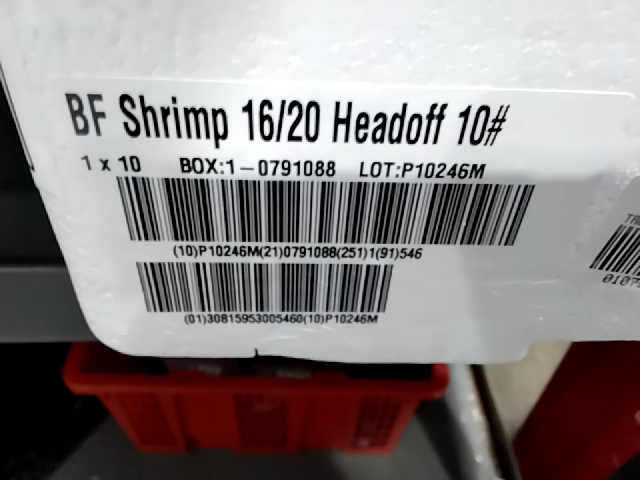 BF Shrimp 16/20 Headoff 10#
1 x 10 BOX:1-0791088 LOT:P10246M
(10)P10246M(21)0791088(251)1(91)546
(01)30815953005460(10)P10246M